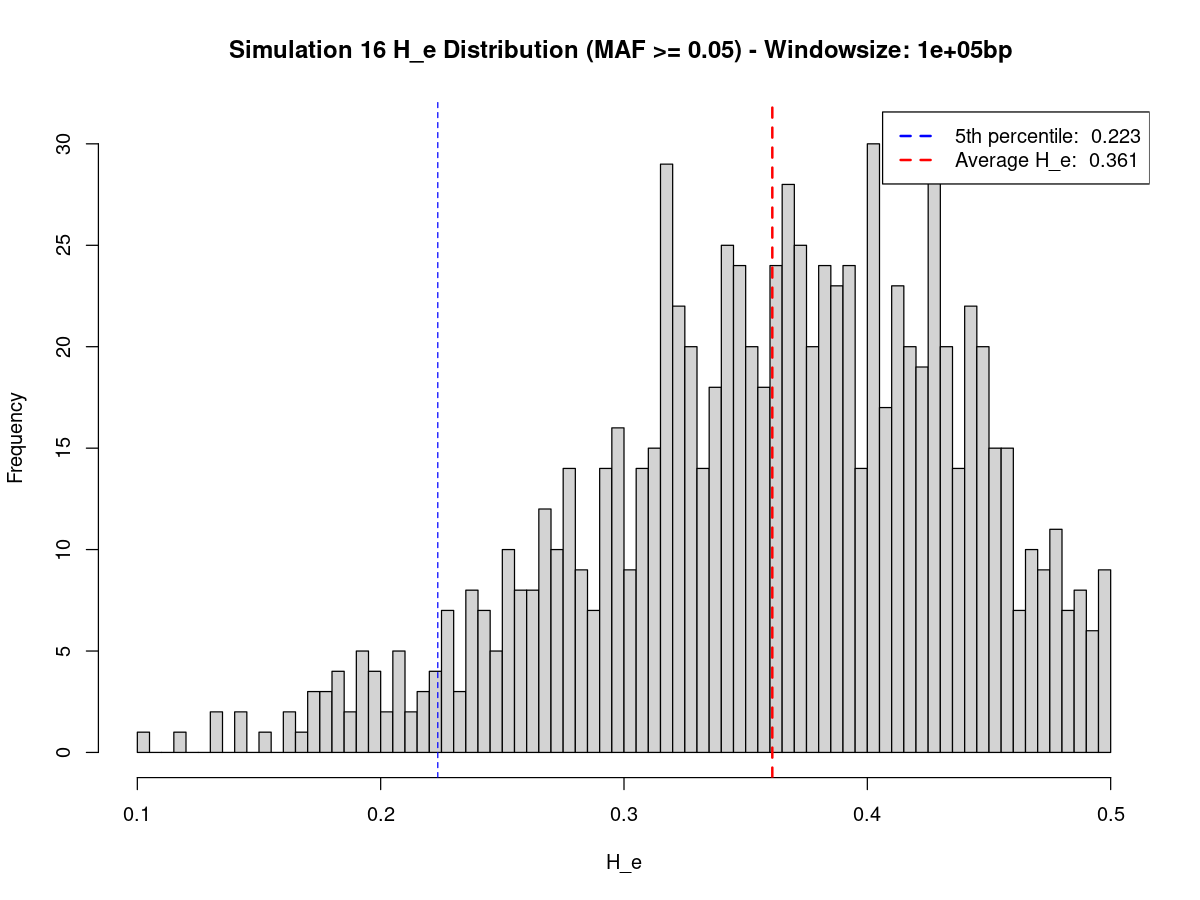 Simulation 16 H_e Distribution (MAF >= 0.05) - Windowsize: 1e+05bp
5th percentile: 0.223
Average H_e: 0.361
Frequency
30
25
20
15
10
5
0
0.1 0.2 0.3 0.4 0.5
H_e